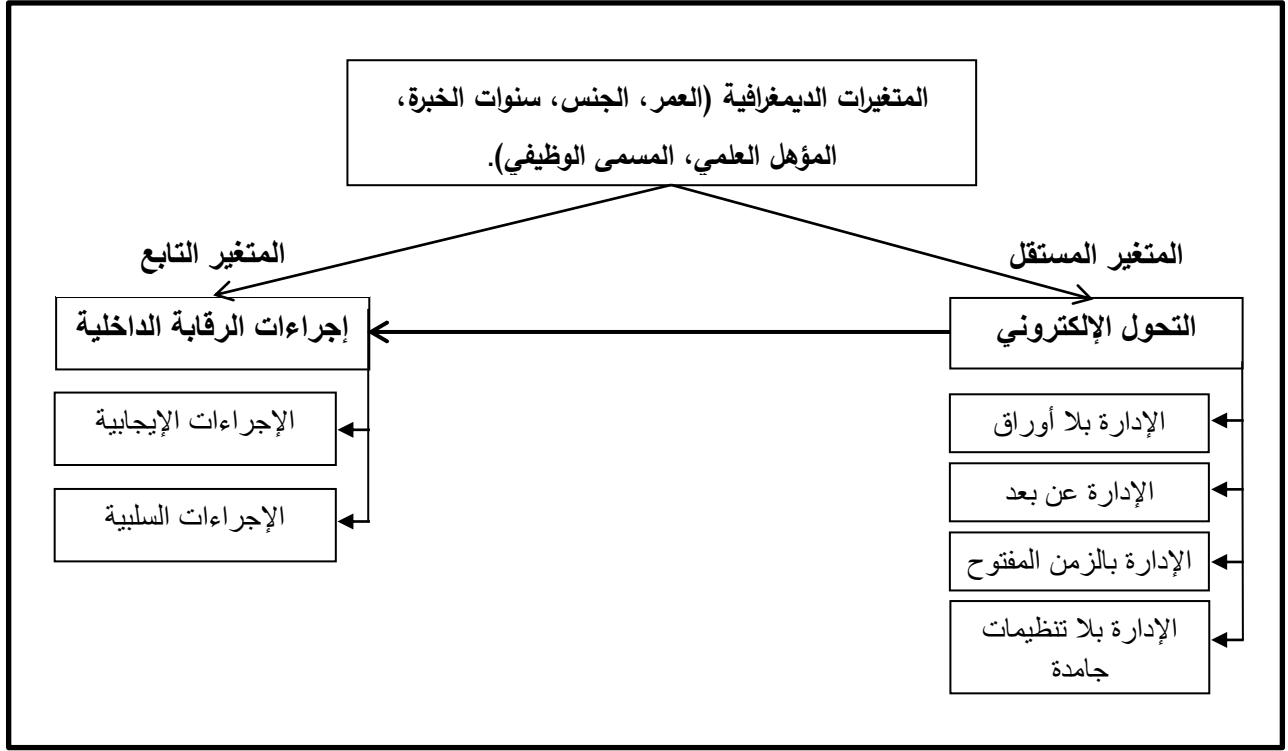 المتغيرات الديمغرافية (العمر، الجنس، سنوات الخبرة،
المؤهل العلمي، المسمى الوظيفي).
المتغير المستقل
المتغير التابع
التحول الإلكتروني
إجراءات الرقابة الداخلية
الإدارة بلا أوراق
الإدارة عن بعد
الإدارة بالزمن المفتوح
الإدارة بلا تنظيمات
جامدة
الإجراءات الإيجابية
الإجراءات السلبية